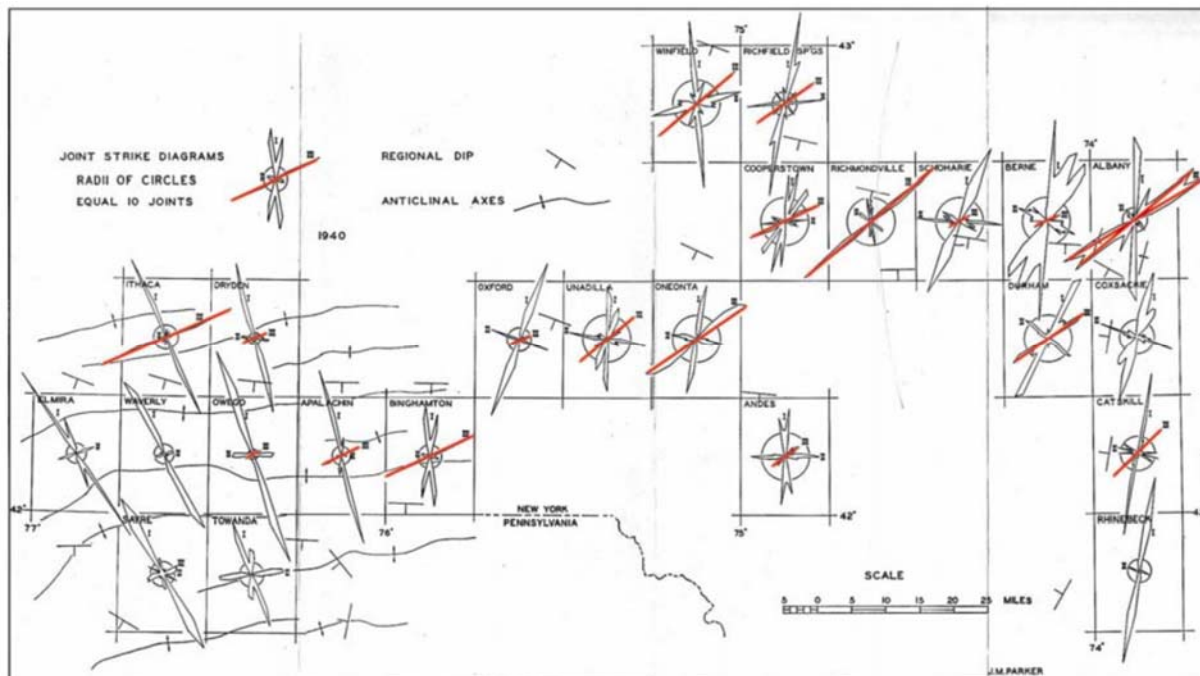 75°
WINFIELD RICHFIELD SPGS 43°
JOINT STRIKE DIAGRAMS
RADII OF CIRCLES
EQUAL 10 JOINTS
I
II
III
REGIONAL DIP
ANTICLINAL AXES
1940
74°
COOPERSTOWN RICHMONDVILLE SCHOHARIE BERNE ALBANY
ITHACA DRYDEN OXFORD UNADILLA ONEONTA DURHAM COXSACKIE
ELMIRA WAVERLY OWEGO APALACHIN BINGHAMTON ANDES CATSKILL
42°
77°
76°
NEW YORK
PENNSYLVANIA
75°
42°
SAYRE TOWANDA RHINEBECK
SCALE
5 0 5 10 15 20 25 MILES
74°
J.M.PARKER